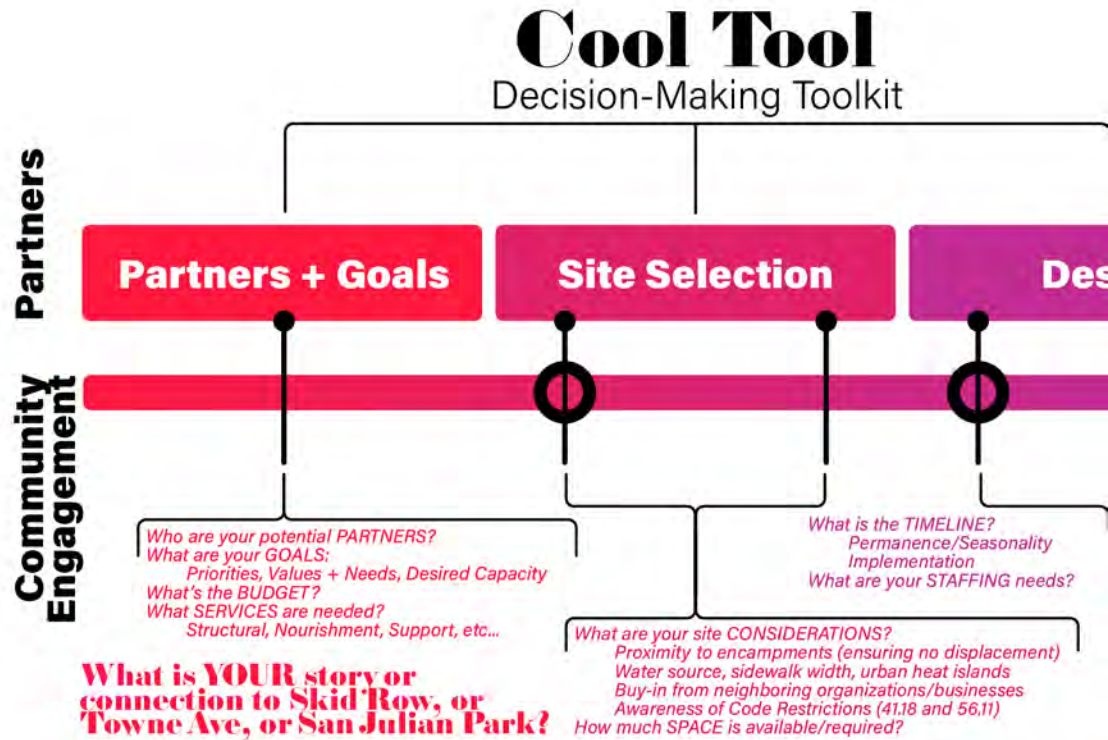 Cool Tool
Decision-Making Toolkit
Partners
Partners + Goals
Site Selection
Des
Community
Engagement
Who are your potential PARTNERS?
What are your GOALS:
Priorities, Values + Needs, Desired Capacity
What's the BUDGET?
What SERVICES are needed?
Structural, Nourishment, Support, etc...
What is the TIMELINE?
Permanence/Seasonality
Implementation
What are your STAFFING needs?
What are your site CONSIDERATIONS?
Proximity to encampments (ensuring no displacement)
Water source, sidewalk width, urban heat islands
Buy-in from neighboring organizations/businesses
Awareness of Code Restrictions (41.18 and 56.11)
How much SPACE is available/required?
What is YOUR story or
connection to Skid Row, or
Towne Ave, or San Julian Park?